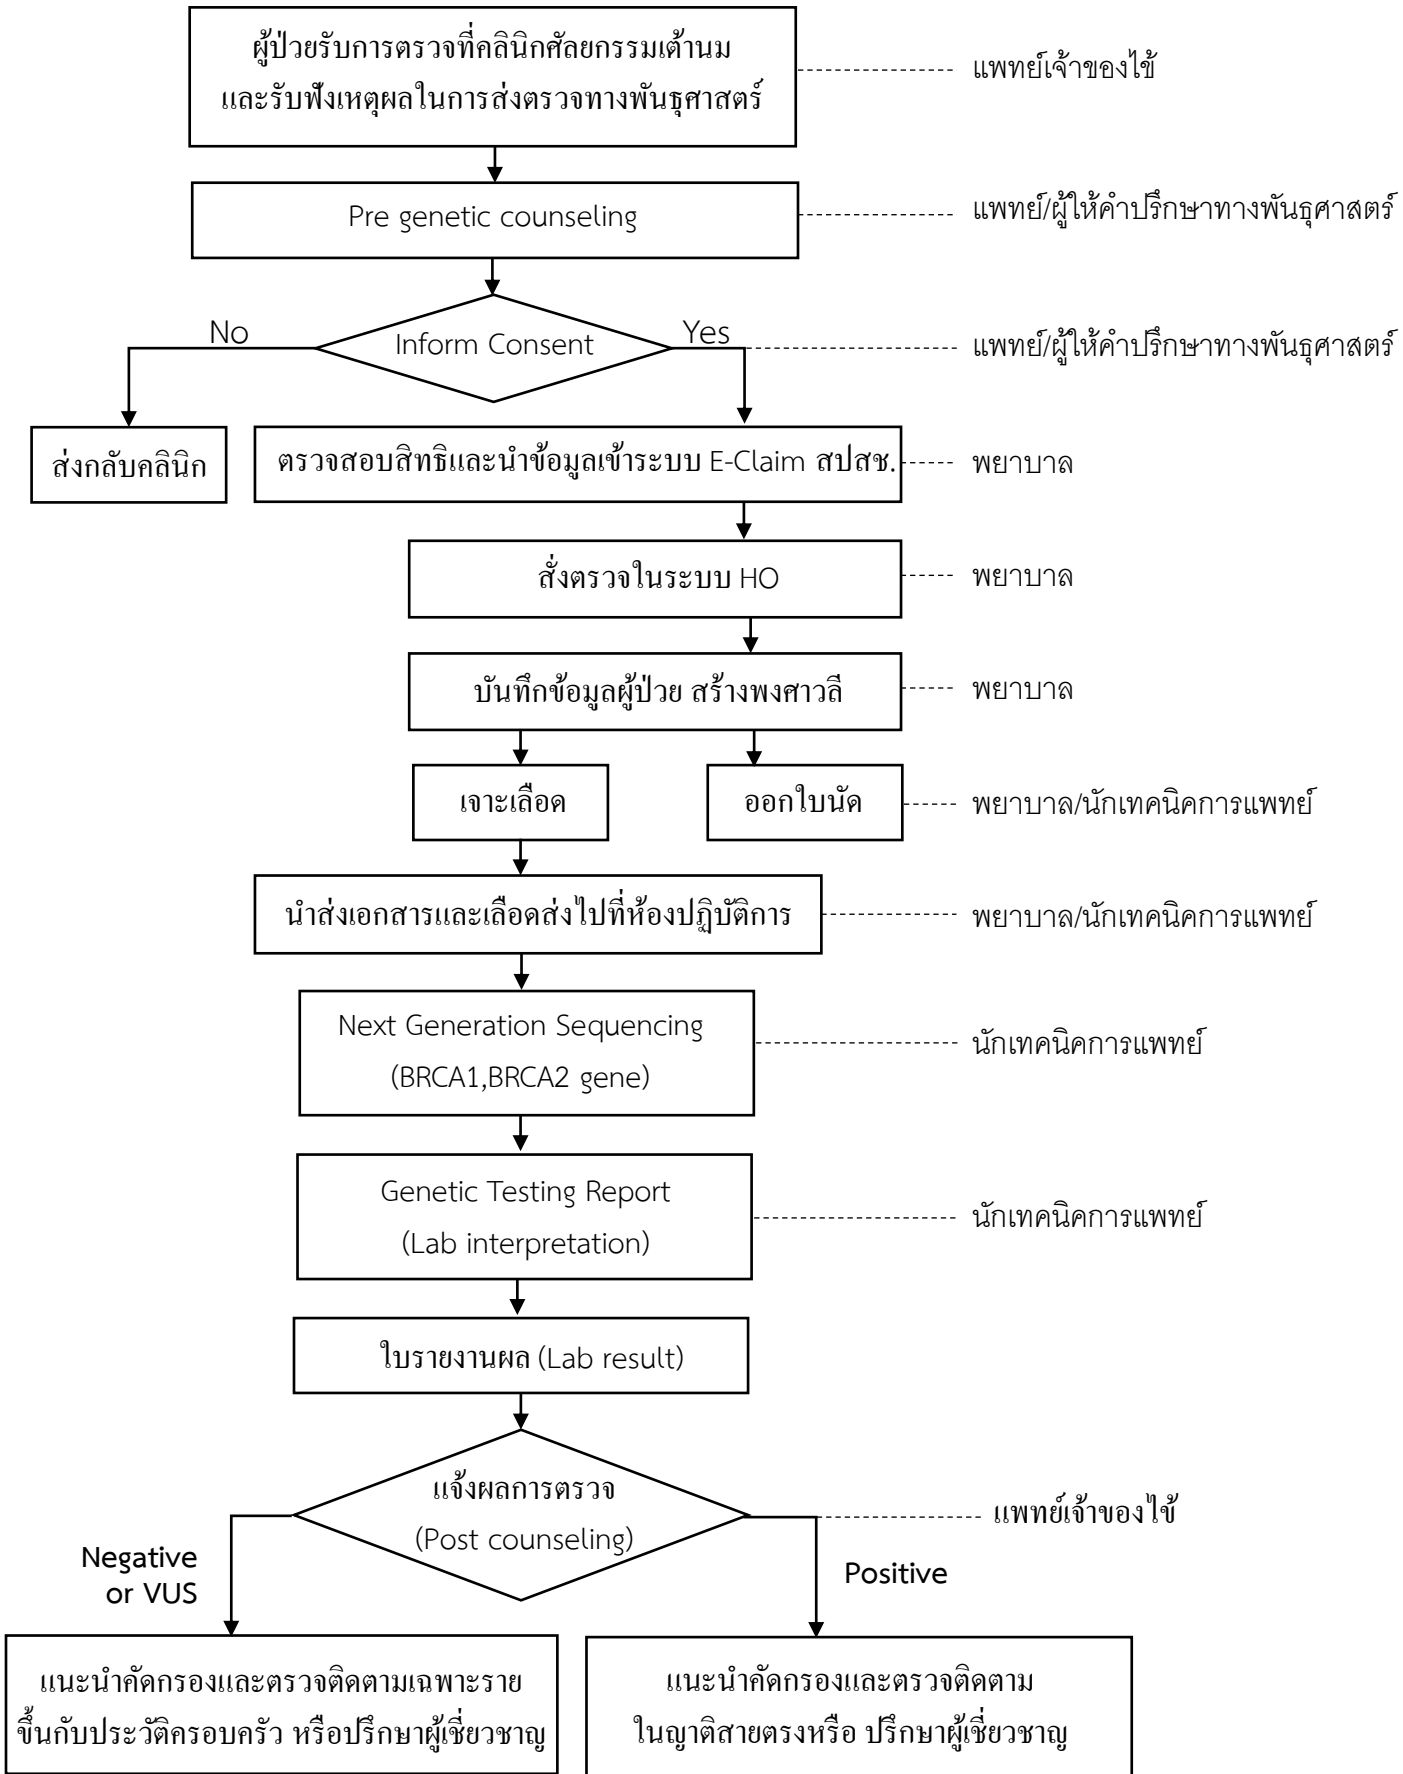 ผู้ป่วยรับการตรวจที่คลินิกศัลยกรรมเต้านม
และรับฟังเหตุผลในการส่งตรวจทางพันธุศาสตร์
แพทย์เจ้าของไข้
Pre genetic counseling
แพทย์/ผู้ให้คำปรึกษาทางพันธุศาสตร์
No
Inform Consent
Yes
แพทย์/ผู้ให้คำปรึกษาทางพันธุศาสตร์
ส่งกลับคลินิก
ตรวจสอบสิทธิและนำข้อมูลเข้าระบบ E-Claim สปสช.
พยาบาล
สั่งตรวจในระบบ HO
พยาบาล
บันทึกข้อมูลผู้ป่วย สร้างพงศาวลี
พยาบาล
เจาะเลือด
ออกใบนัด
พยาบาล/นักเทคนิคการแพทย์
นำส่งเอกสารและเลือดส่งไปที่ห้องปฏิบัติการ
พยาบาล/นักเทคนิคการแพทย์
Next Generation Sequencing
(BRCA1,BRCA2 gene)
นักเทคนิคการแพทย์
Genetic Testing Report
(Lab interpretation)
นักเทคนิคการแพทย์
ใบรายงานผล (Lab result)
แจ้งผลการตรวจ
(Post counseling)
แพทย์เจ้าของไข้
Negative
or VUS
Positive
แนะนำคัดกรองและตรวจติดตามเฉพาะราย
ขึ้นกับประวัติครอบครัว หรือปรึกษาผู้เชี่ยวชาญ
แนะนำคัดกรองและตรวจติดตาม
ในญาติสายตรงหรือ ปรึกษาผู้เชี่ยวชาญ